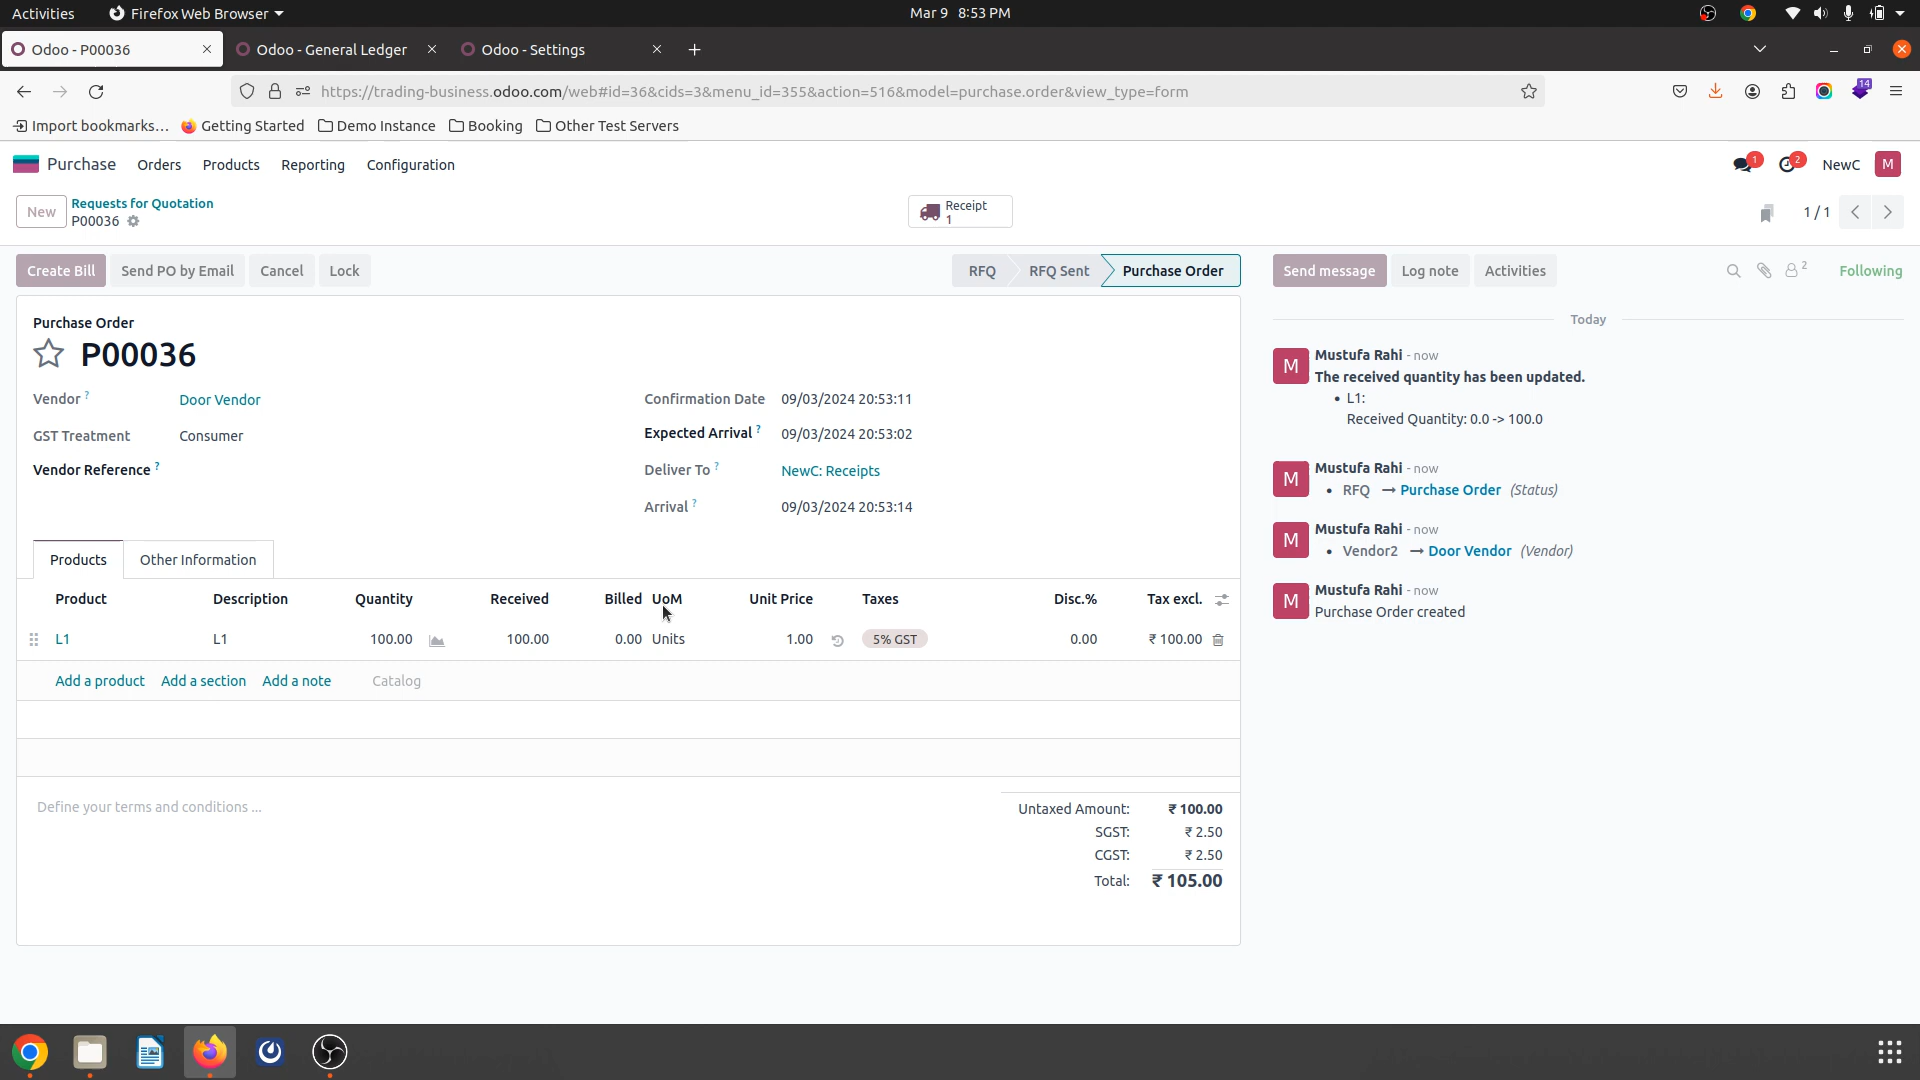 Activities Firefox Web Browser Mar 9 8:53 PM
Odoo - P00036 Odoo - General Ledger Odoo - Settings
https://trading-business.odoo.com/web#id=36&cids=3&menu_id=355&action=516&model=purchase.order&view_type=form 14
Import bookmarks... Getting Started Demo Instance Booking Other Test Servers
Purchase Orders Products Reporting Configuration 1 2 NewC M
New Requests for Quotation
P00036
Receipt
1
1 / 1
Create Bill Send PO by Email Cancel Lock RFQ RFQ Sent Purchase Order
Send message Log note Activities 2 Following
Purchase Order
P00036
Vendor ? Door Vendor
GST Treatment Consumer
Vendor Reference ?
Confirmation Date 09/03/2024 20:53:11
Expected Arrival ? 09/03/2024 20:53:02
Deliver To ? NewC: Receipts
Arrival ? 09/03/2024 20:53:14
Products Other Information
Product Description Quantity Received Billed UoM Unit Price Taxes Disc.% Tax excl.
L1 L1 100.00 100.00 0.00 Units 1.00 5% GST 0.00 ₹ 100.00
Add a product Add a section Add a note Catalog
Define your terms and conditions ...
Untaxed Amount: ₹ 100.00
SGST: ₹ 2.50
CGST: ₹ 2.50
Total: ₹ 105.00
Today
M Mustufa Rahi - now
The received quantity has been updated.
• L1:
Received Quantity: 0.0 -> 100.0
M Mustufa Rahi - now
• RFQ → Purchase Order (Status)
M Mustufa Rahi - now
• Vendor2 → Door Vendor (Vendor)
M Mustufa Rahi - now
Purchase Order created